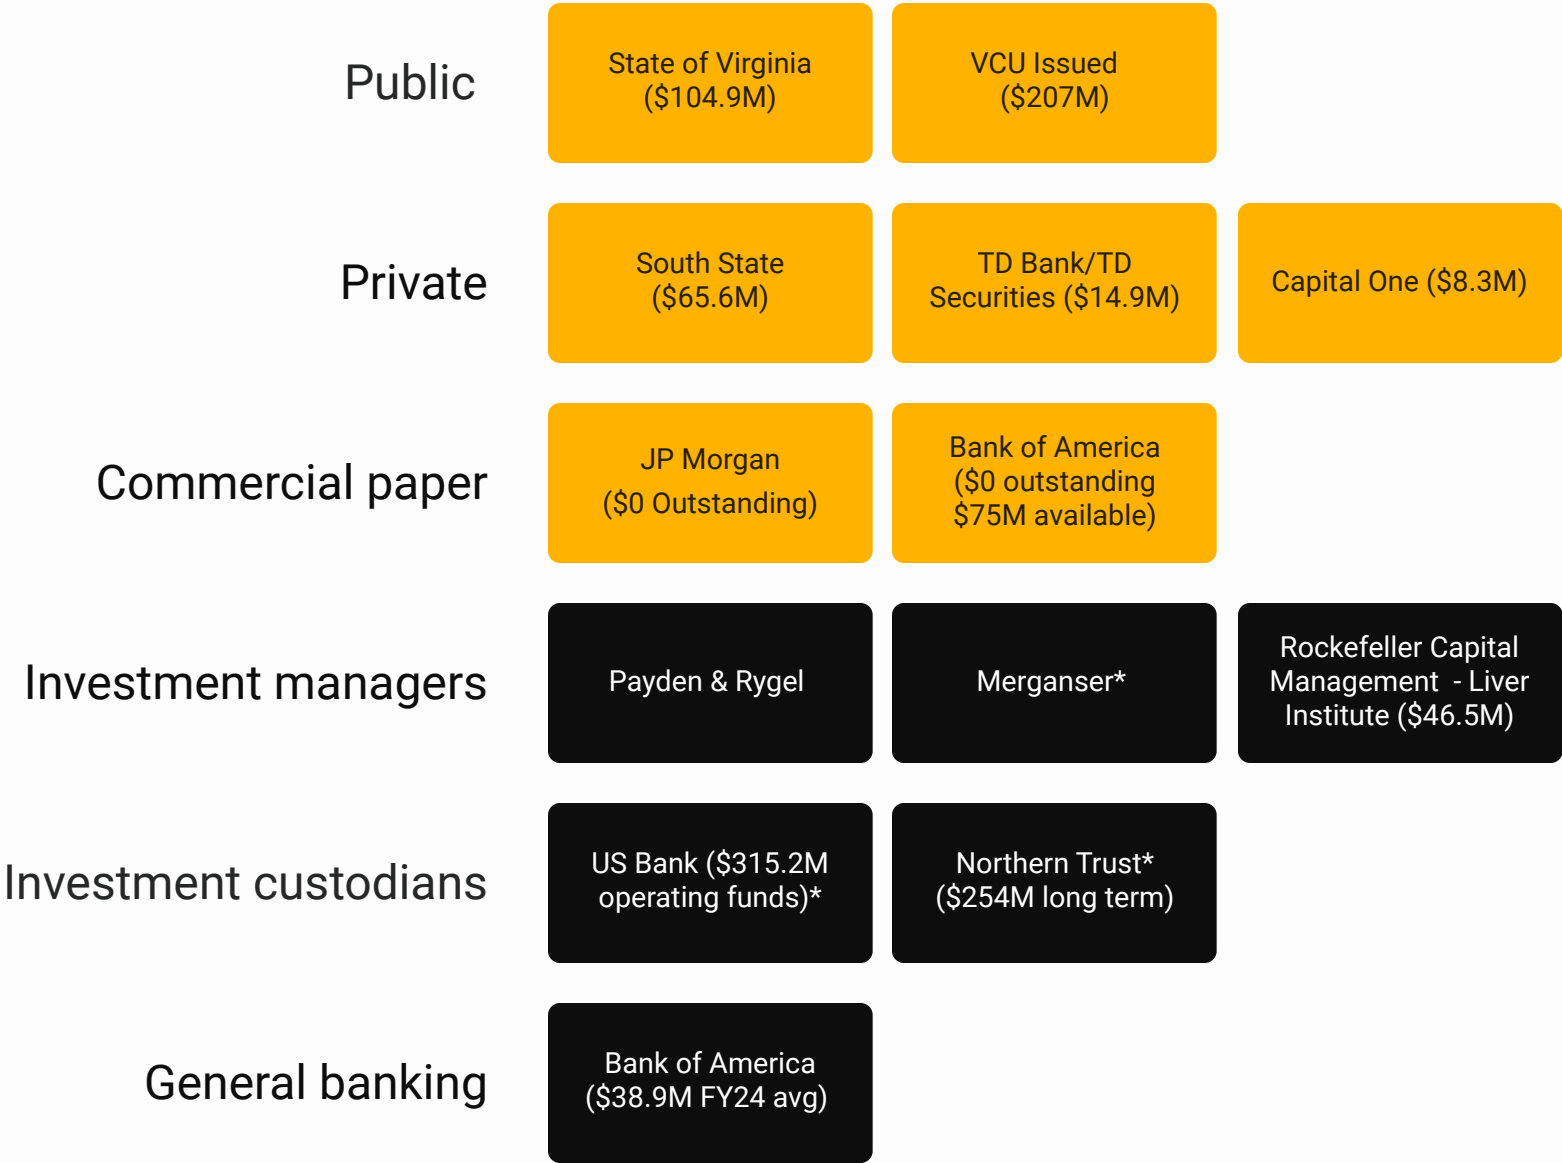 Public
State of Virginia
($104.9M)
VCU Issued
($207M)
Private
South State
($65.6M)
TD Bank/TD
Securities ($14.9M)
Capital One ($8.3M)
Commercial paper
JP Morgan
($0 Outstanding)
Bank of America
($0 outstanding
$75M available)
Investment managers
Payden & Rygel
Merganser*
Rockefeller Capital
Management - Liver
Institute ($46.5M)
Investment custodians
US Bank ($315.2M
operating funds)*
Northern Trust*
($254M long term)
General banking
Bank of America
($38.9M FY24 avg)